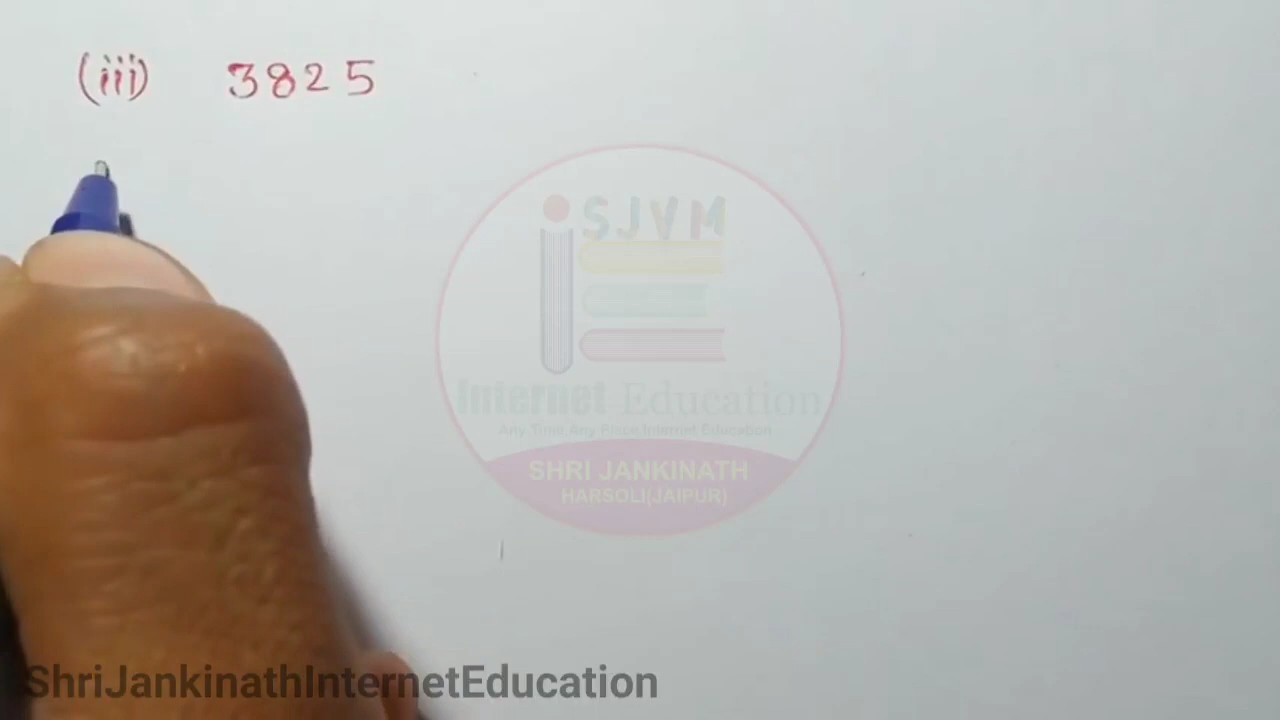 (iii) 3825
SJVM
Internet Education
Any Time Any Place Internet Education
SHRI JANKINATH
HARSOLI(JAIPUR)
ShriJankinathInternetEducation